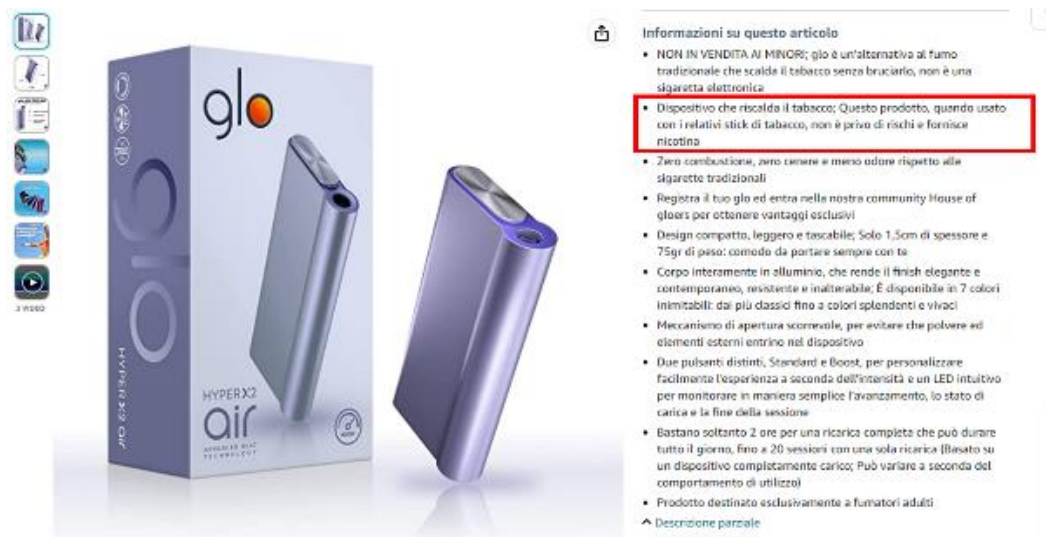 3 VIDEO
glo
glo
HYPER X2 air
HYPER X2
air
ADVANCED HEAT
TECHNOLOGY
Informazioni su questo articolo
NON IN VENDITA AI MINORI; glo è un'alternativa al fumo
tradizionale che scalda il tabacco senza bruciarlo, non è una
sigaretta elettronica
Dispositivo che riscalda il tabacco; Questo prodotto, quando usato
con i relativi stick di tabacco, non è privo di rischi e fornisce
nicotina
Zero combustione, zero cenere e meno odore rispetto alle
sigarette tradizionali
Registra il tuo glo ed entra nella nostra community House of
gloers per ottenere vantaggi esclusivi
Design compatto, leggero e tascabile; Solo 1,5cm di spessore e
75gr di peso: comodo da portare sempre con te
Corpo interamente in alluminio, che rende il finish elegante e
contemporaneo, resistente e inalterabile; È disponibile in 7 colori
inimitabili: dai più classici fino a colori splendenti e vivaci
Meccanismo di apertura scorrevole, per evitare che polvere ed
elementi esterni entrino nel dispositivo
Due pulsanti distinti, Standard e Boost, per personalizzare
facilmente l'esperienza a seconda dell'intensità e un LED intuitivo
per monitorare in maniera semplice l'avanzamento, lo stato di
carica e la fine della sessione
Bastano soltanto 2 ore per una ricarica completa che può durare
tutto il giorno, fino a 20 sessioni con una sola ricarica (Basato su
un dispositivo completamente carico; Può variare a seconda del
comportamento di utilizzo)
Prodotto destinato esclusivamente a fumatori adulti
Descrizione parziale